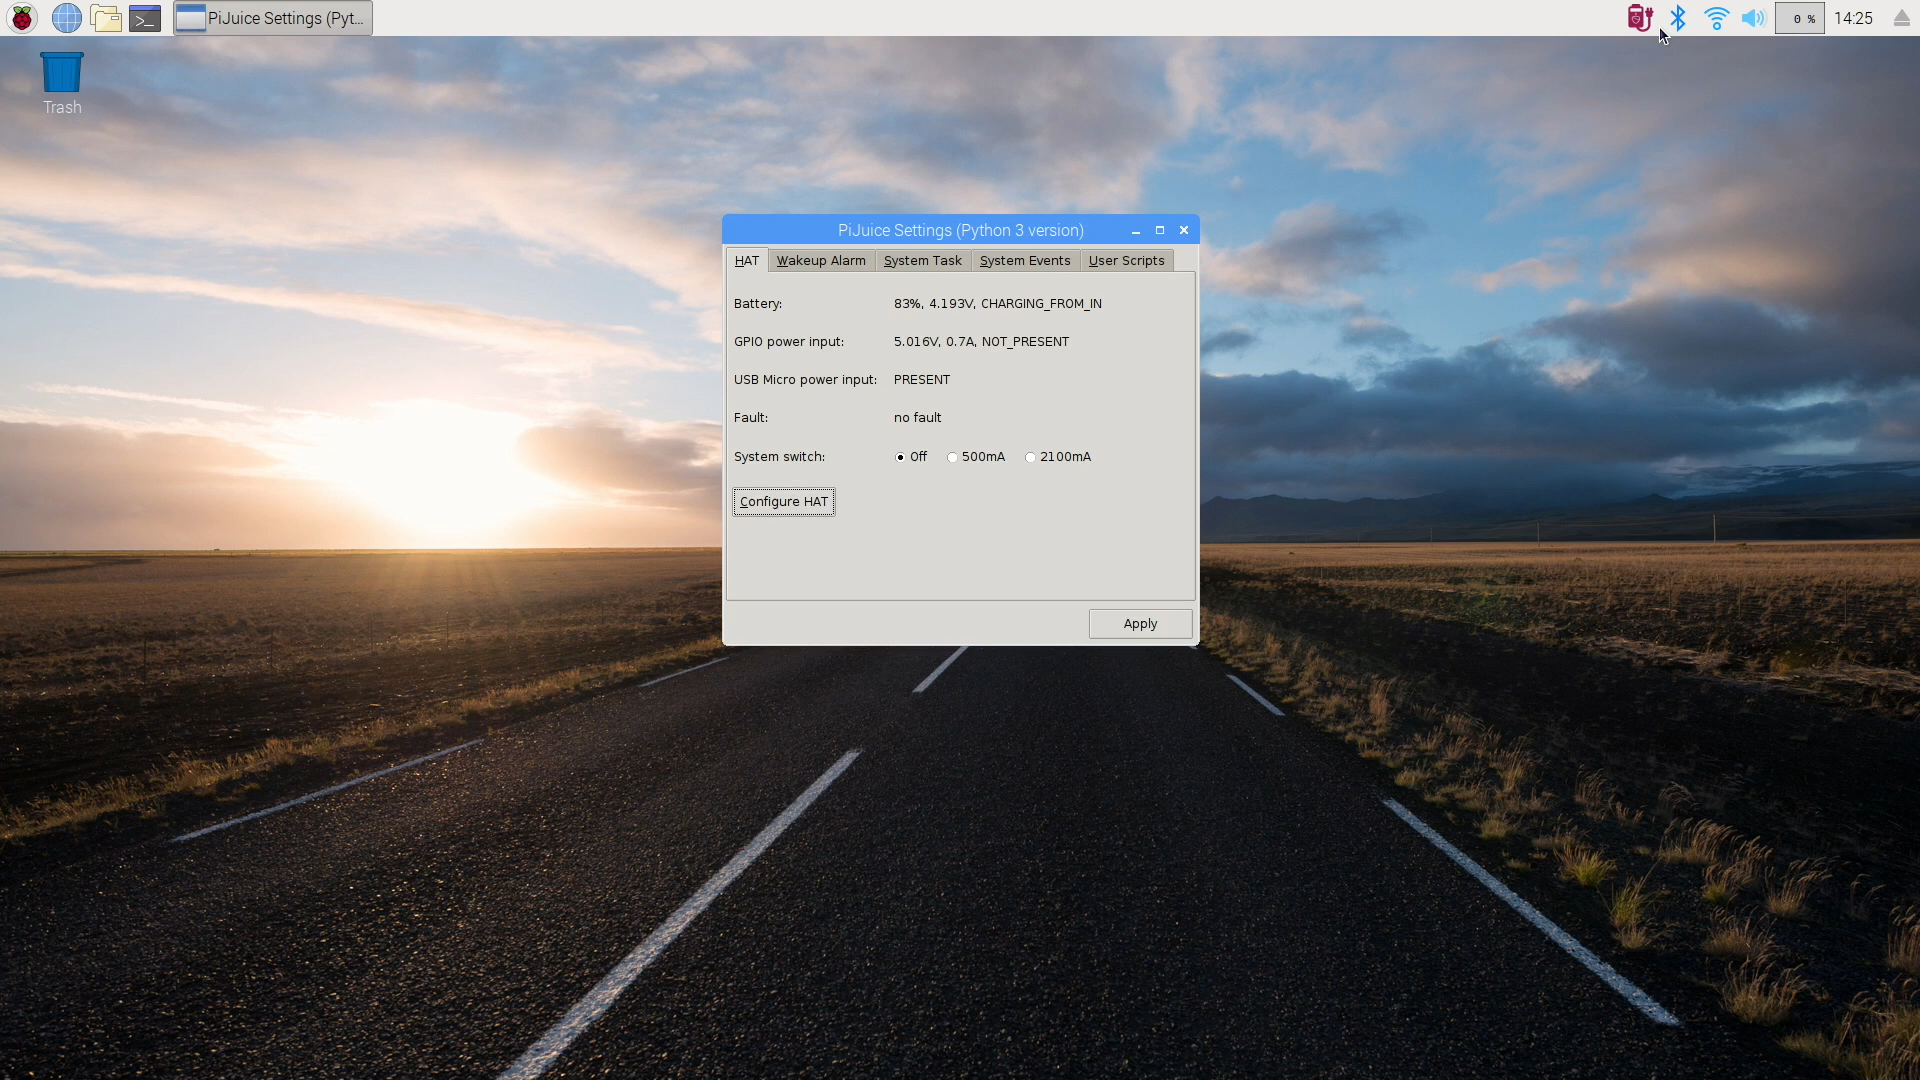 PiJuice Settings (Pyt...
0 %
14:25
Trash
PiJuice Settings (Python 3 version)
HAT
Wakeup Alarm
System Task
System Events
User Scripts
Battery: 83%, 4.193V, CHARGING_FROM_IN
GPIO power input: 5.016V, 0.7A, NOT_PRESENT
USB Micro power input: PRESENT
Fault: no fault
System switch: Off 500mA 2100mA
Configure HAT
Apply